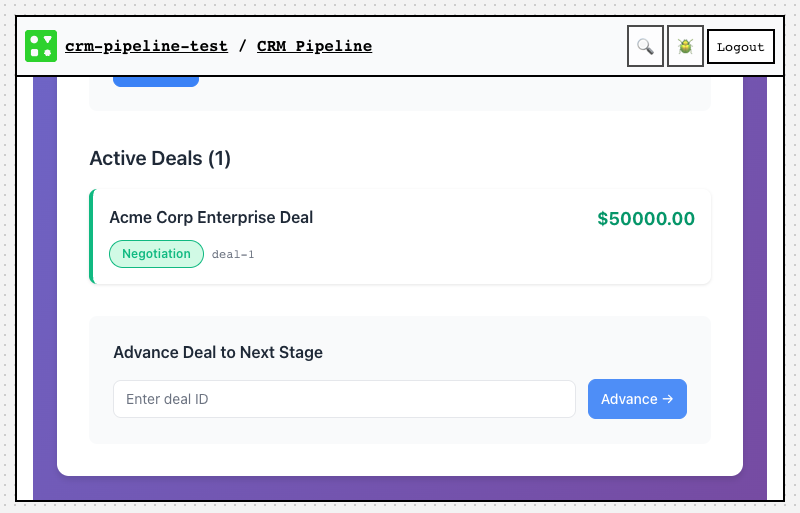 crm-pipeline-test / CRM Pipeline
Logout
Active Deals (1)
Acme Corp Enterprise Deal
$50000.00
Negotiation
deal-1
Advance Deal to Next Stage
Enter deal ID
Advance →